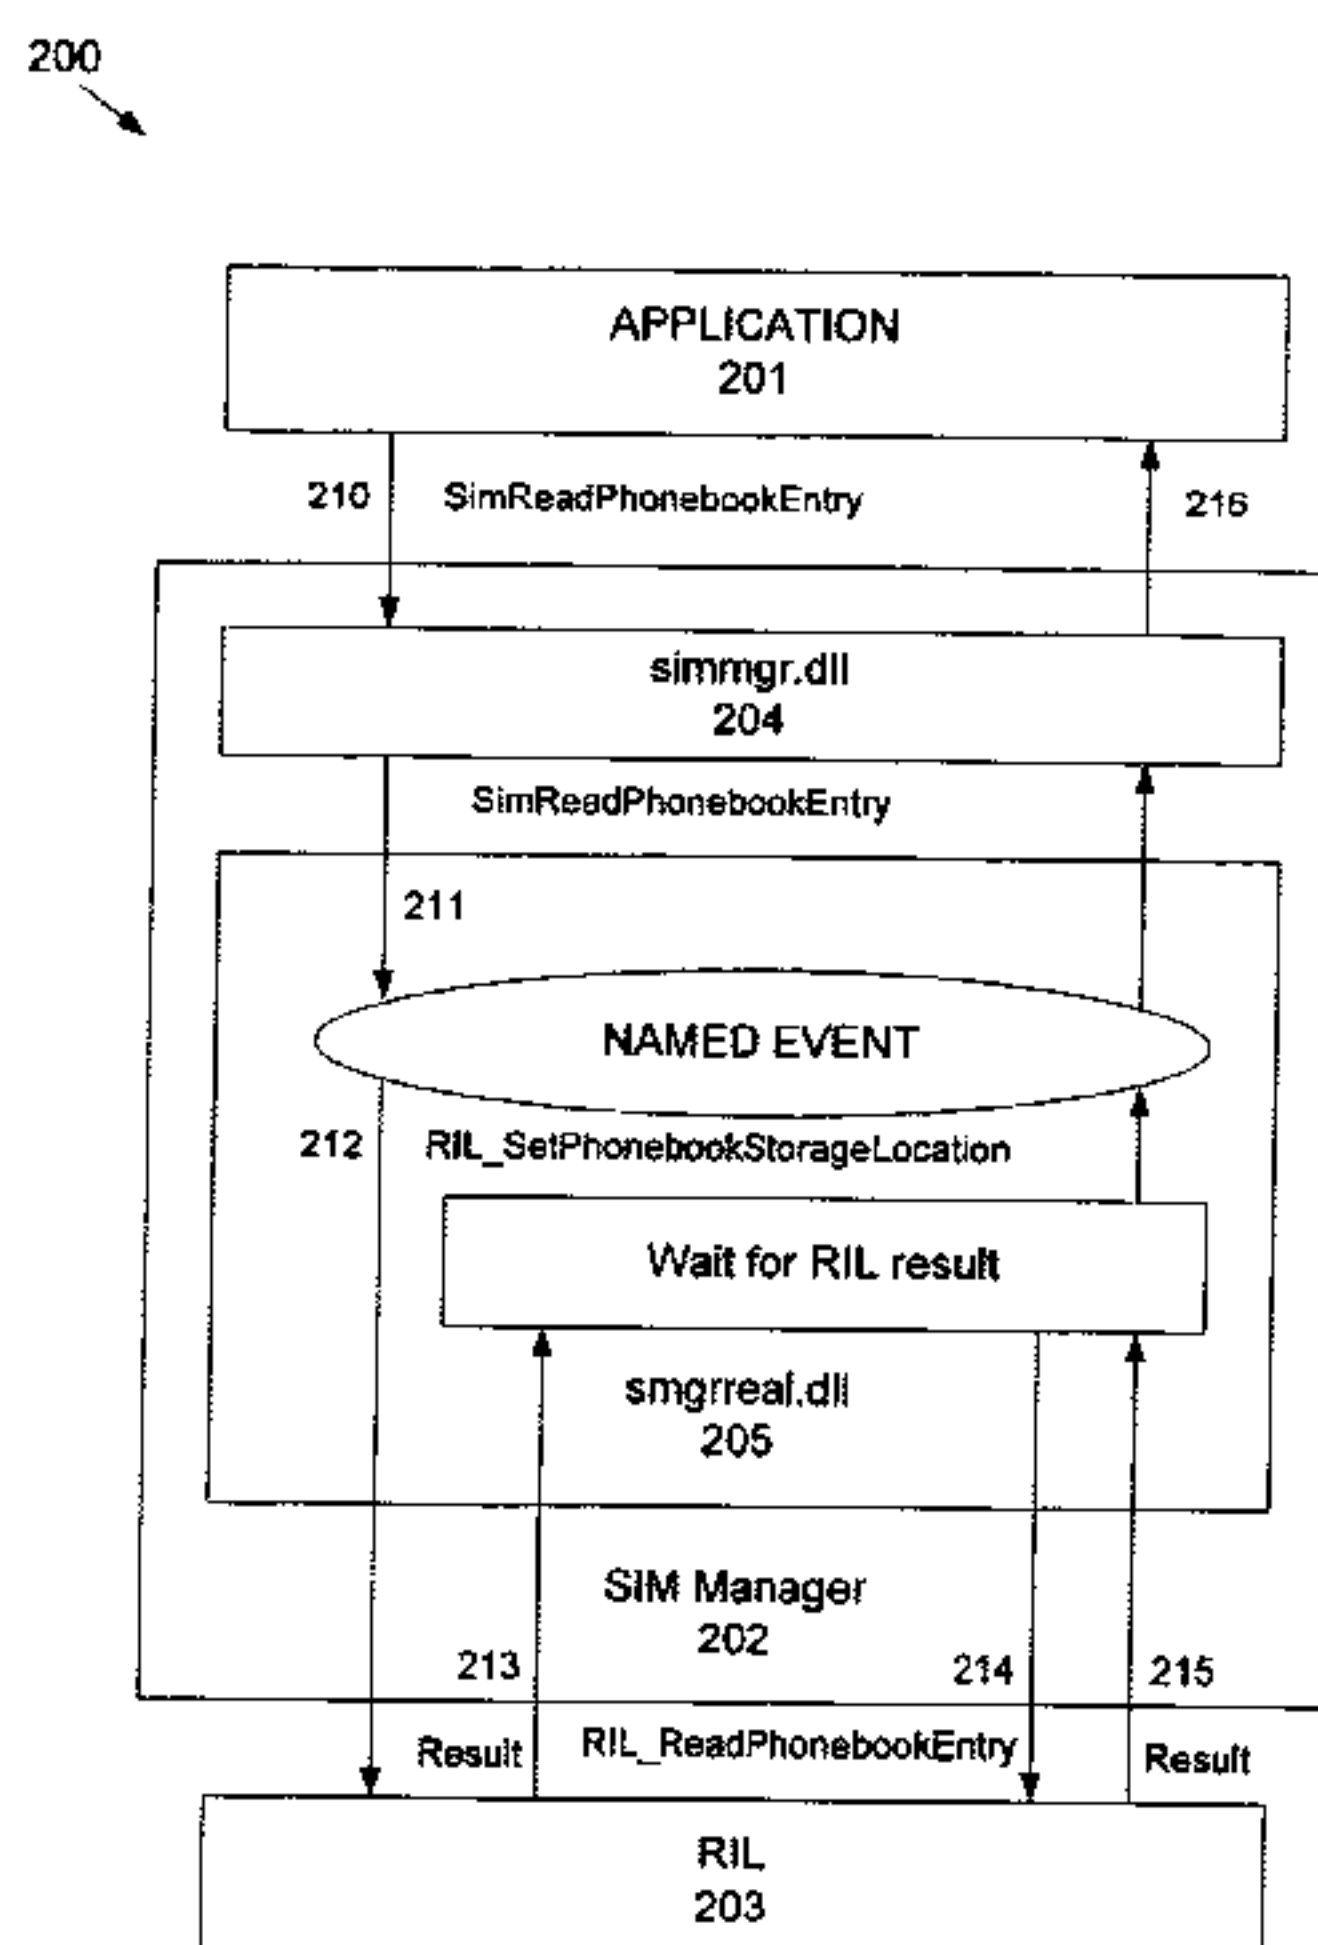 200
APPLICATION
201
210 SimReadPhonebookEntry 216
simmgr.dll
204
SimReadPhonebookEntry
211
NAMED EVENT
212 RIL_SetPhonebookStorageLocation
Wait for RIL result
smgrreal.dll
205
SIM Manager
202
213 214 215
Result RIL_ReadPhonebookEntry Result
RIL
203